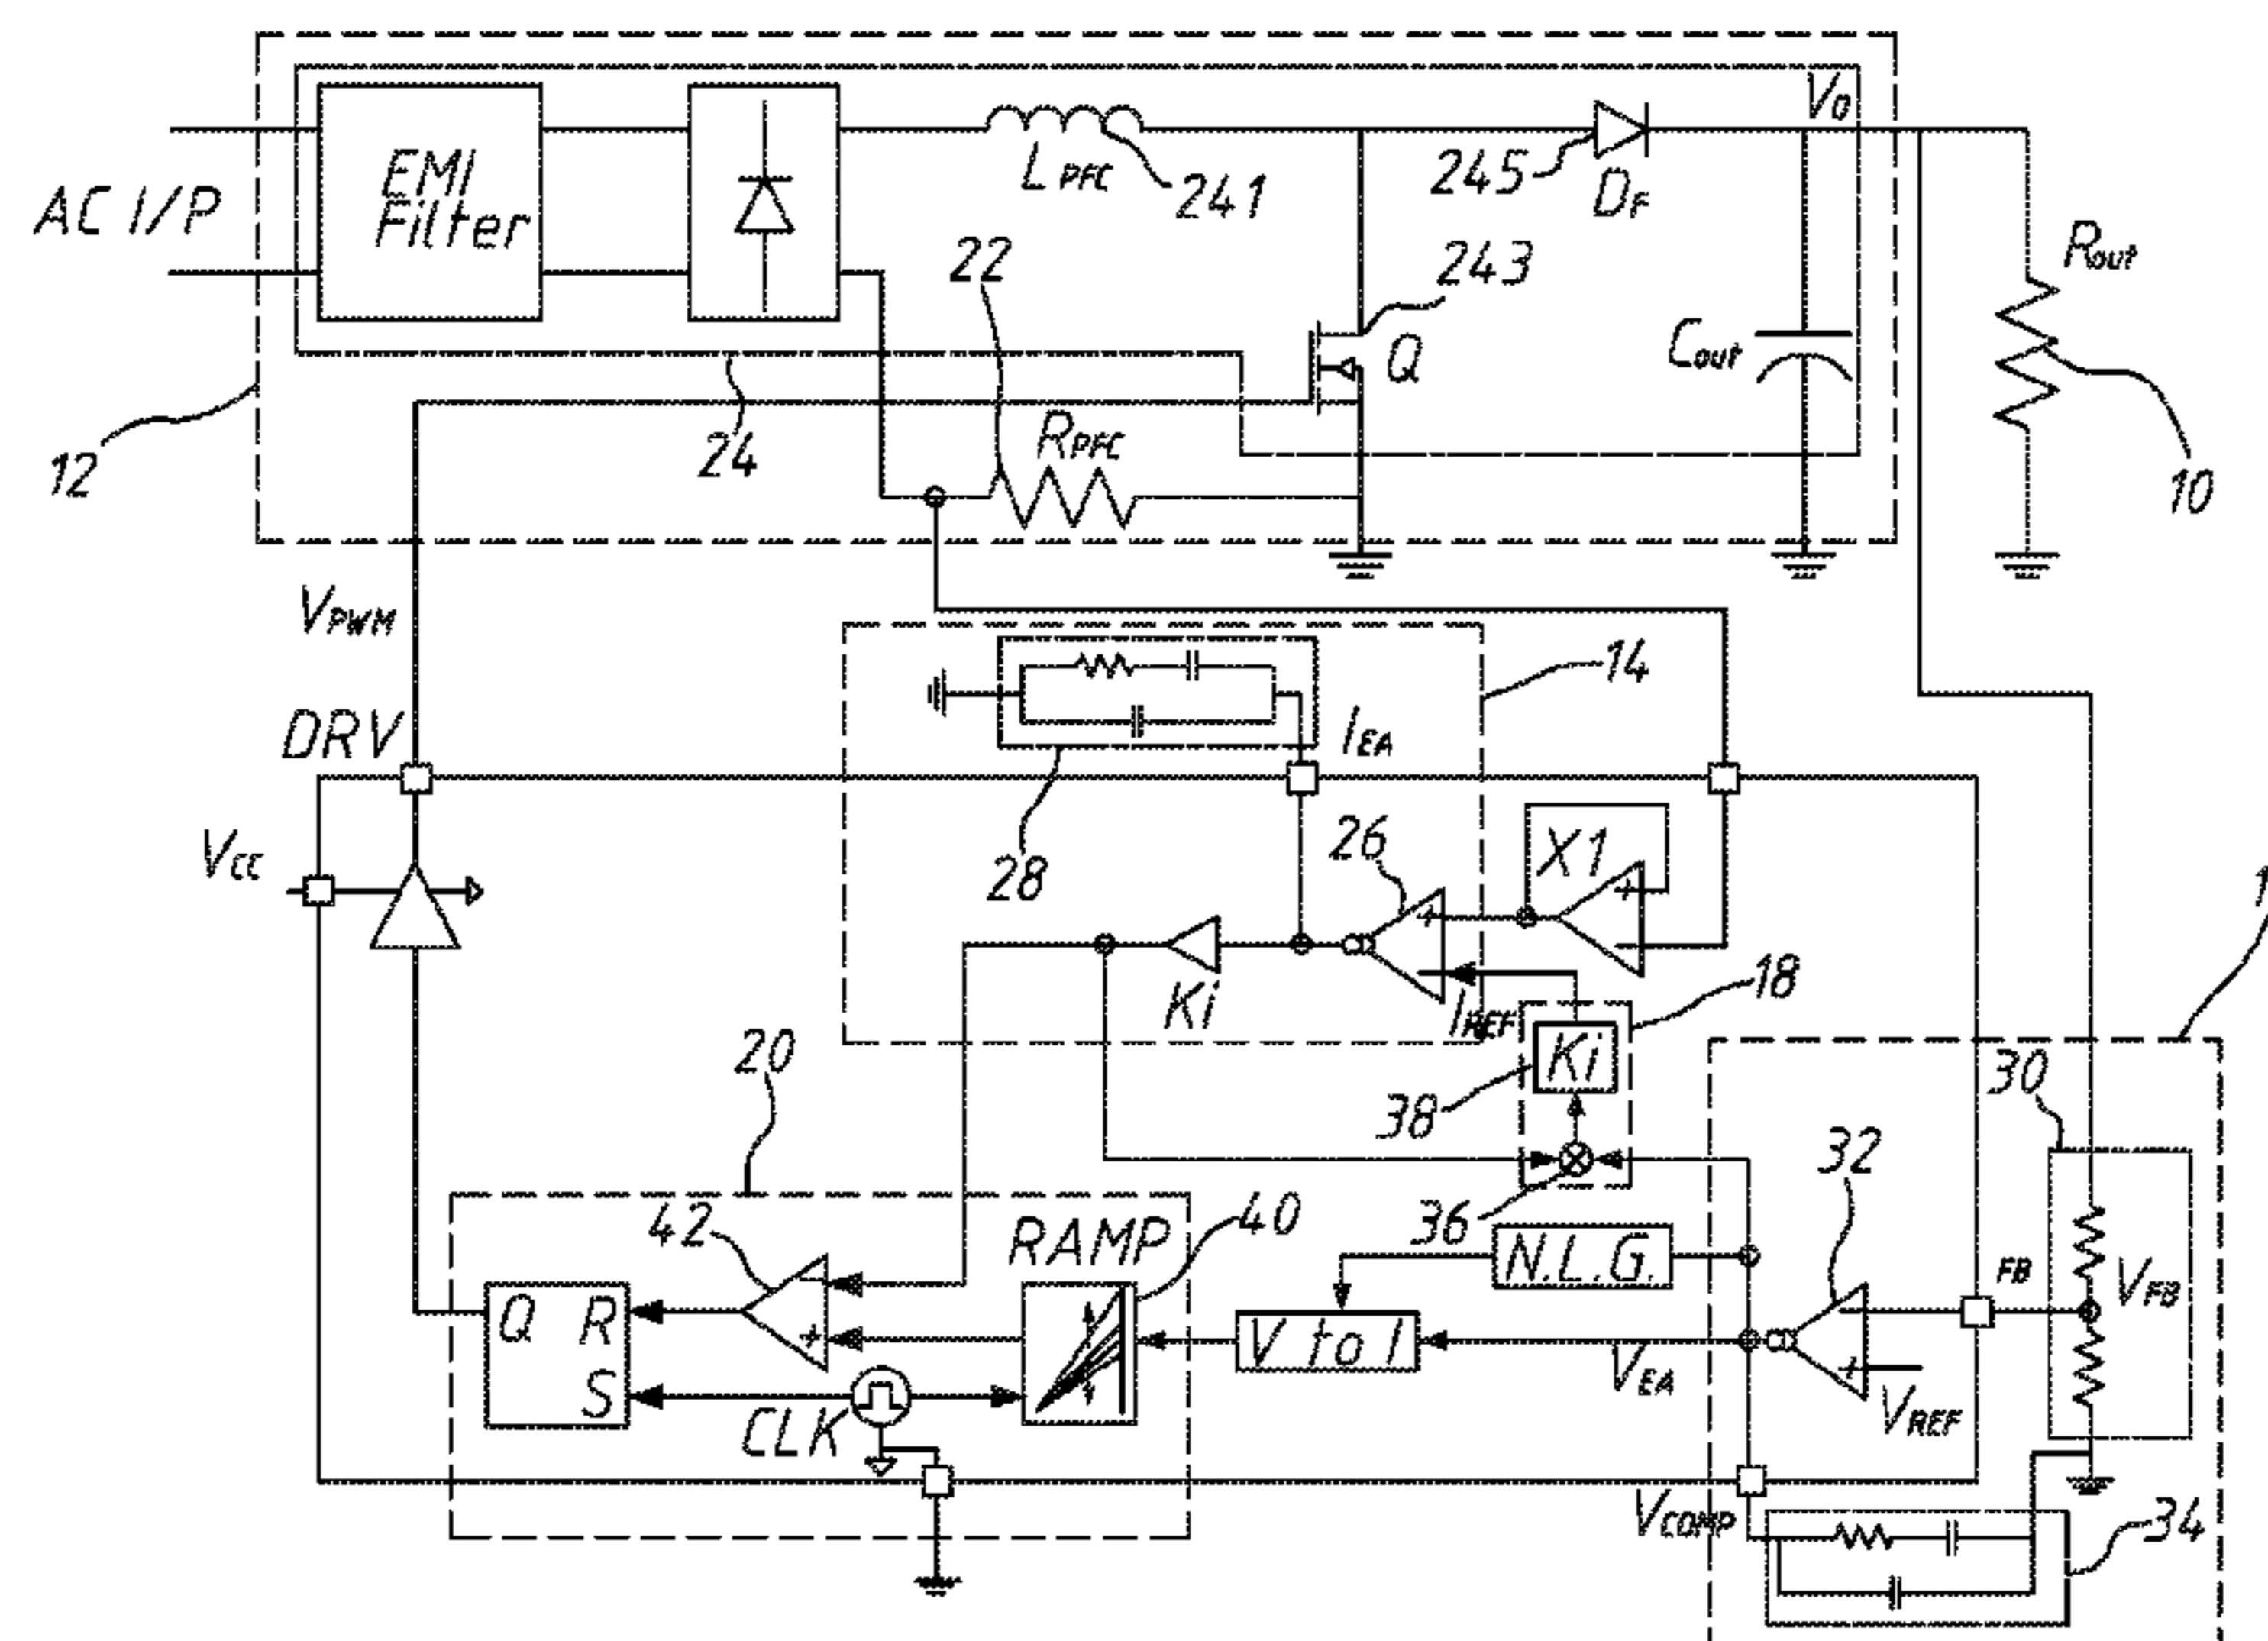 V0
EMI
Filter
AC I/P
LPFC
241
245
DF
Rout
22
243
Q
Cout
RPFC
12
24
10
VPWM
14
DRV
IEA
VCC
28
26
X1
Ki
IREF
18
Ki
38
20
30
32
36
42
RAMP
40
N.L.G.
FB
VFB
Q R
S
+
V to I
VEA
VREF
CLK
VCOMP
34